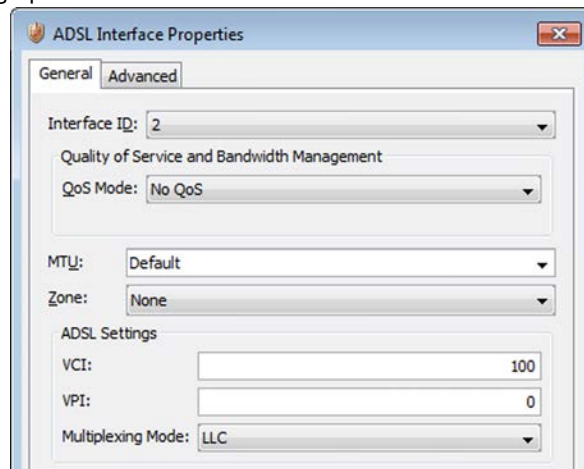 ADSL Interface Properties
General Advanced
Interface ID: 2
Quality of Service and Bandwidth Management
QoS Mode: No QoS
MTU: Default
Zone: None
ADSL Settings
VCI: 100
VPI: 0
Multiplexing Mode: LLC